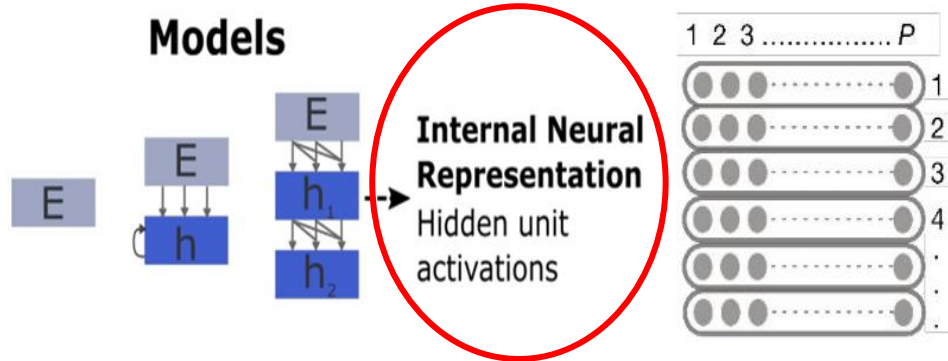 Models
1 2 3 ................ P
E
E
h
E
h₁
h₂
Internal Neural
Representation
Hidden unit
activations
1
2
3
4
.
.
.